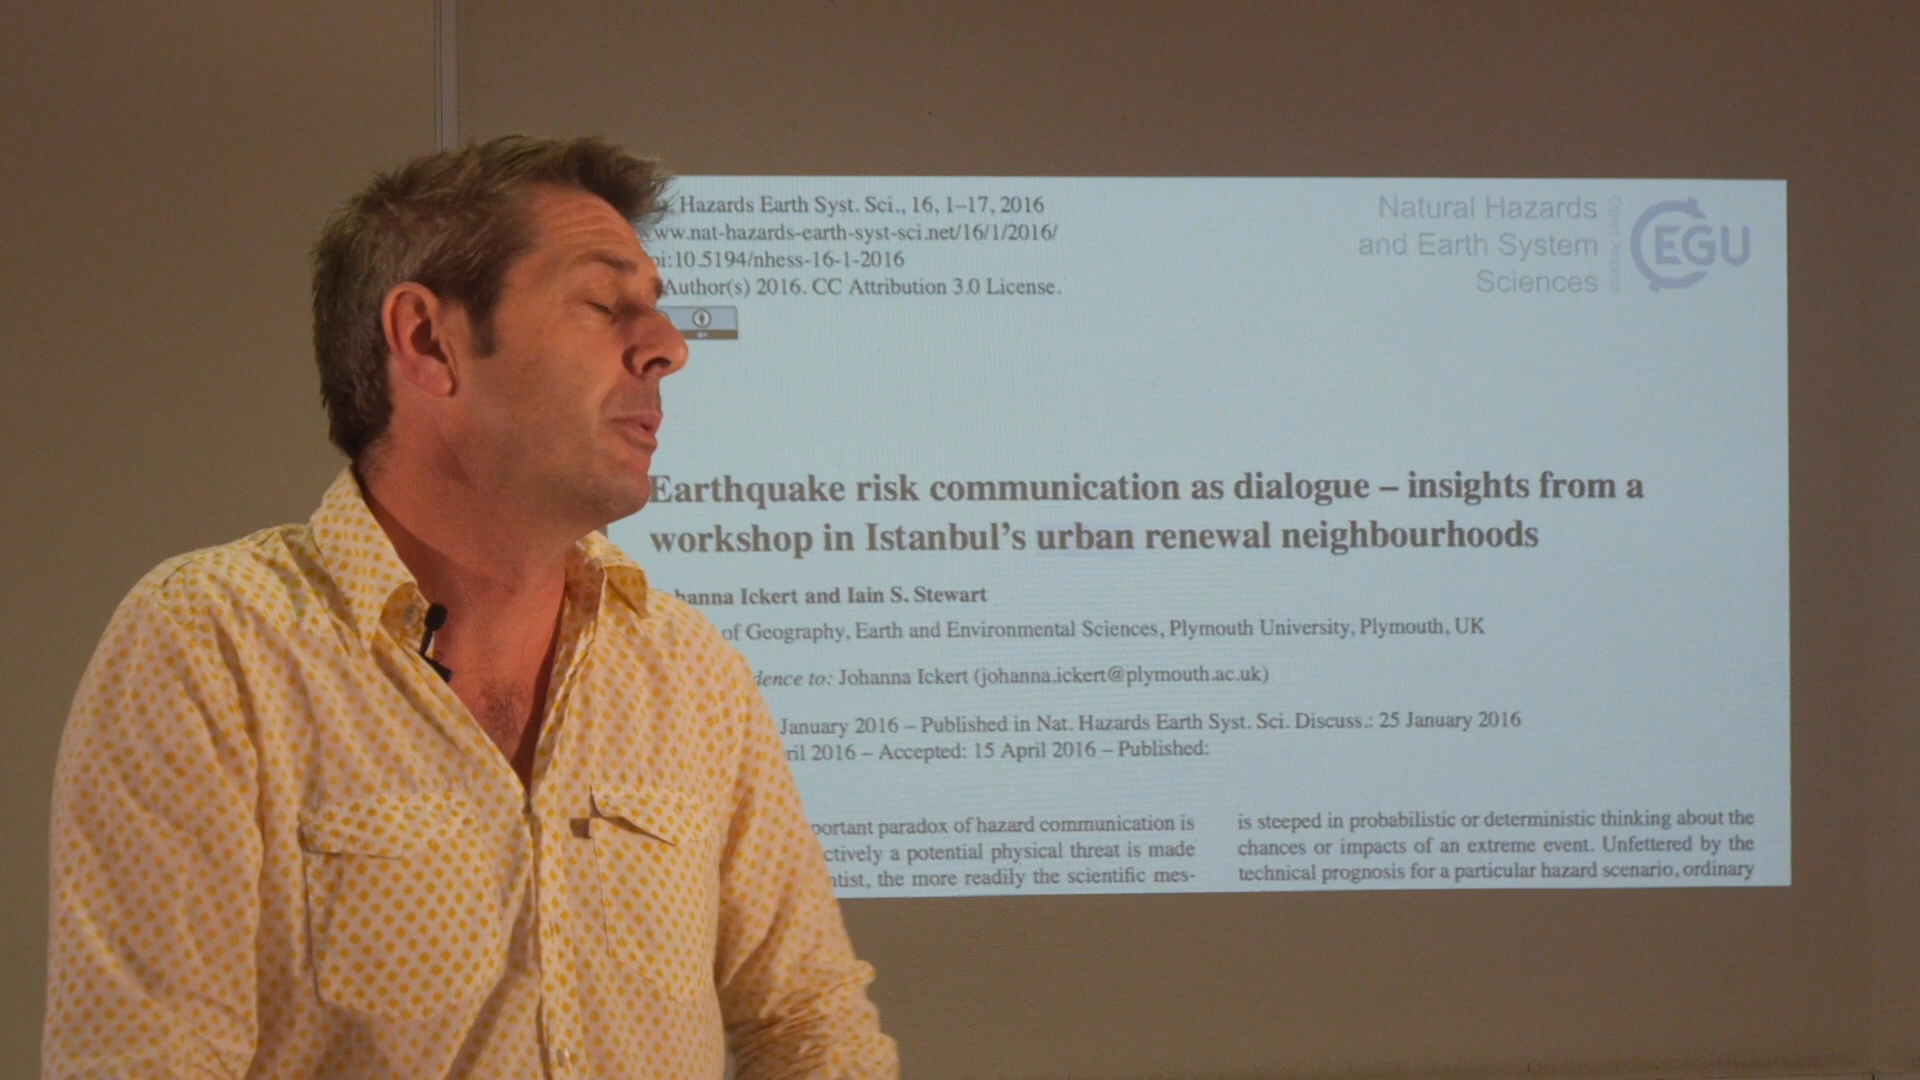 Hazards Earth Syst. Sci., 16, 1–17, 2016
www.nat-hazards-earth-syst-sci.net/16/1/2016/
oi:10.5194/nhess-16-1-2016
Author(s) 2016. CC Attribution 3.0 License.
BY
Natural Hazards
and Earth System
Sciences
Open Access
EGU
Earthquake risk communication as dialogue – insights from a
workshop in Istanbul's urban renewal neighbourhoods
hanna Ickert and Iain S. Stewart
of Geography, Earth and Environmental Sciences, Plymouth University, Plymouth, UK
dence to: Johanna Ickert (johanna.ickert@plymouth.ac.uk)
January 2016 – Published in Nat. Hazards Earth Syst. Sci. Discuss.: 25 January 2016
ril 2016 – Accepted: 15 April 2016 – Published:
portant paradox of hazard communication is
ctively a potential physical threat is made
ntist, the more readily the scientific mes-
is steeped in probabilistic or deterministic thinking about the
chances or impacts of an extreme event. Unfettered by the
technical prognosis for a particular hazard scenario, ordinary